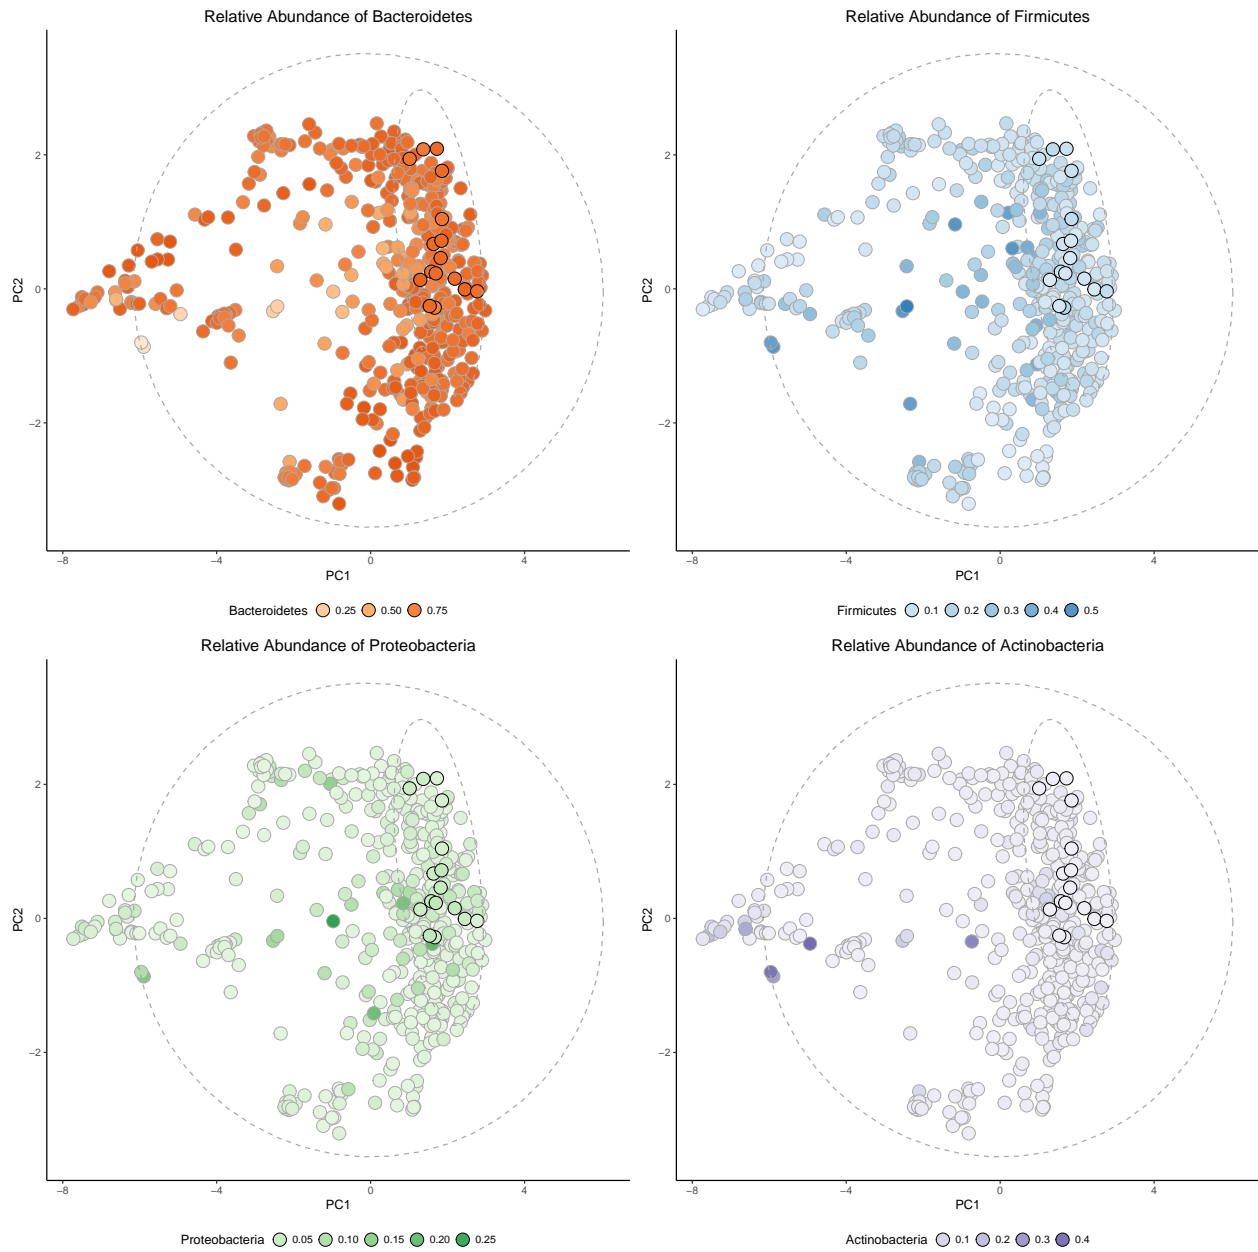 Relative Abundance of Bacteroidetes
PC2
2
0
−2
−8 −4 0 4
PC1
Bacteroidetes 0.25 0.50 0.75
Relative Abundance of Firmicutes
PC2
2
0
−2
−8 −4 0 4
PC1
Firmicutes 0.1 0.2 0.3 0.4 0.5
Relative Abundance of Proteobacteria
PC2
2
0
−2
−8 −4 0 4
PC1
Proteobacteria 0.05 0.10 0.15 0.20 0.25
Relative Abundance of Actinobacteria
PC2
2
0
−2
−8 −4 0 4
PC1
Actinobacteria 0.1 0.2 0.3 0.4